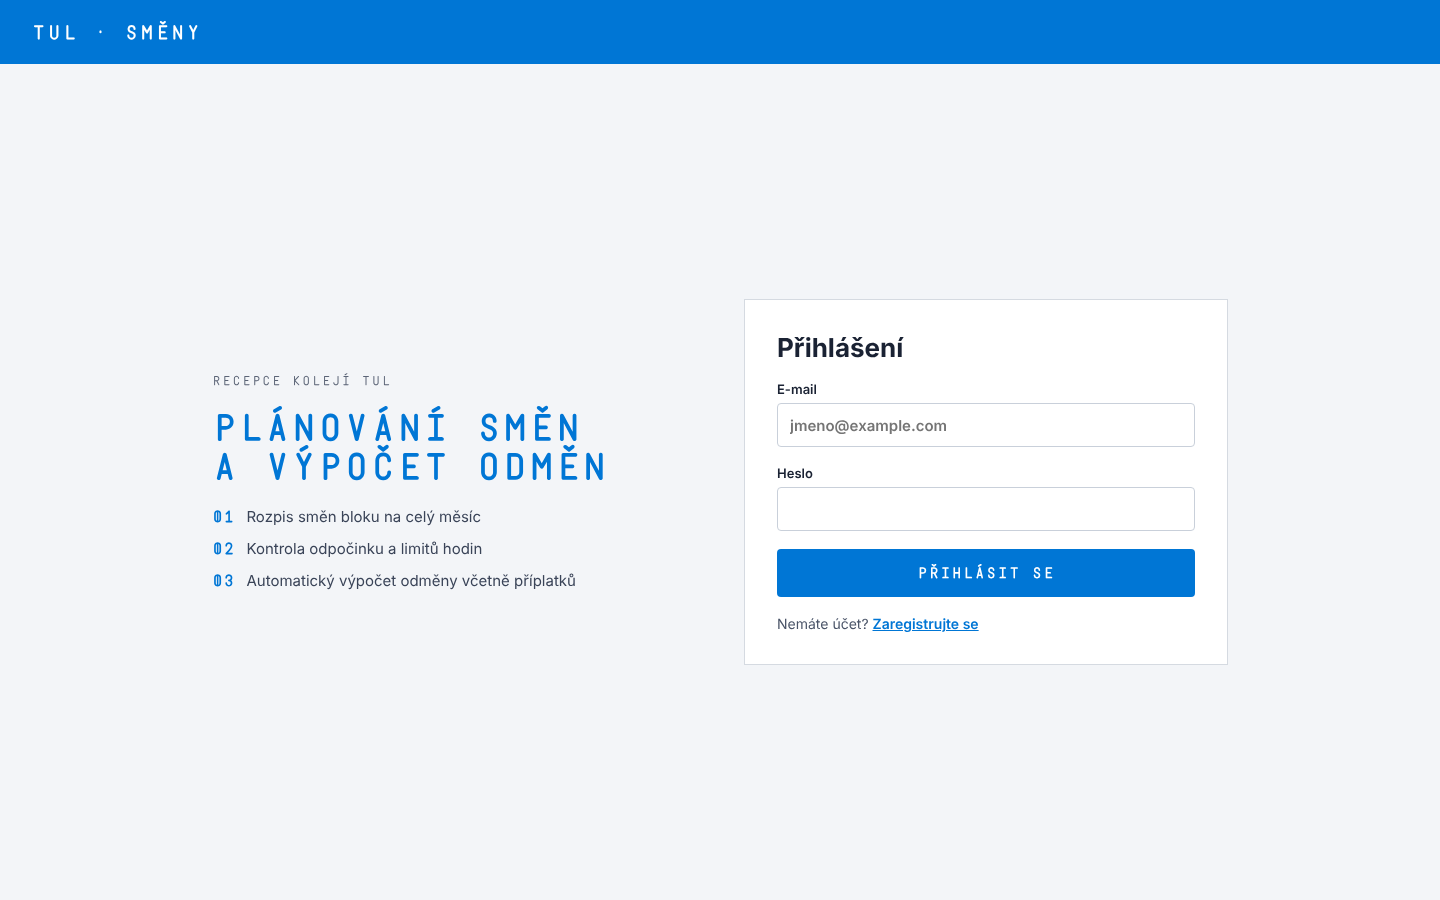 TUL · SMĚNY
RECEPCE KOLEJÍ TUL
PLÁNOVÁNÍ SMĚN
A VÝPOČET ODMĚN
01 Rozpis směn bloku na celý měsíc
02 Kontrola odpočinku a limitů hodin
03 Automatický výpočet odměny včetně příplatků
Přihlášení
E-mail
jmeno@example.com
Heslo
PŘIHLÁSIT SE
Nemáte účet? Zaregistrujte se